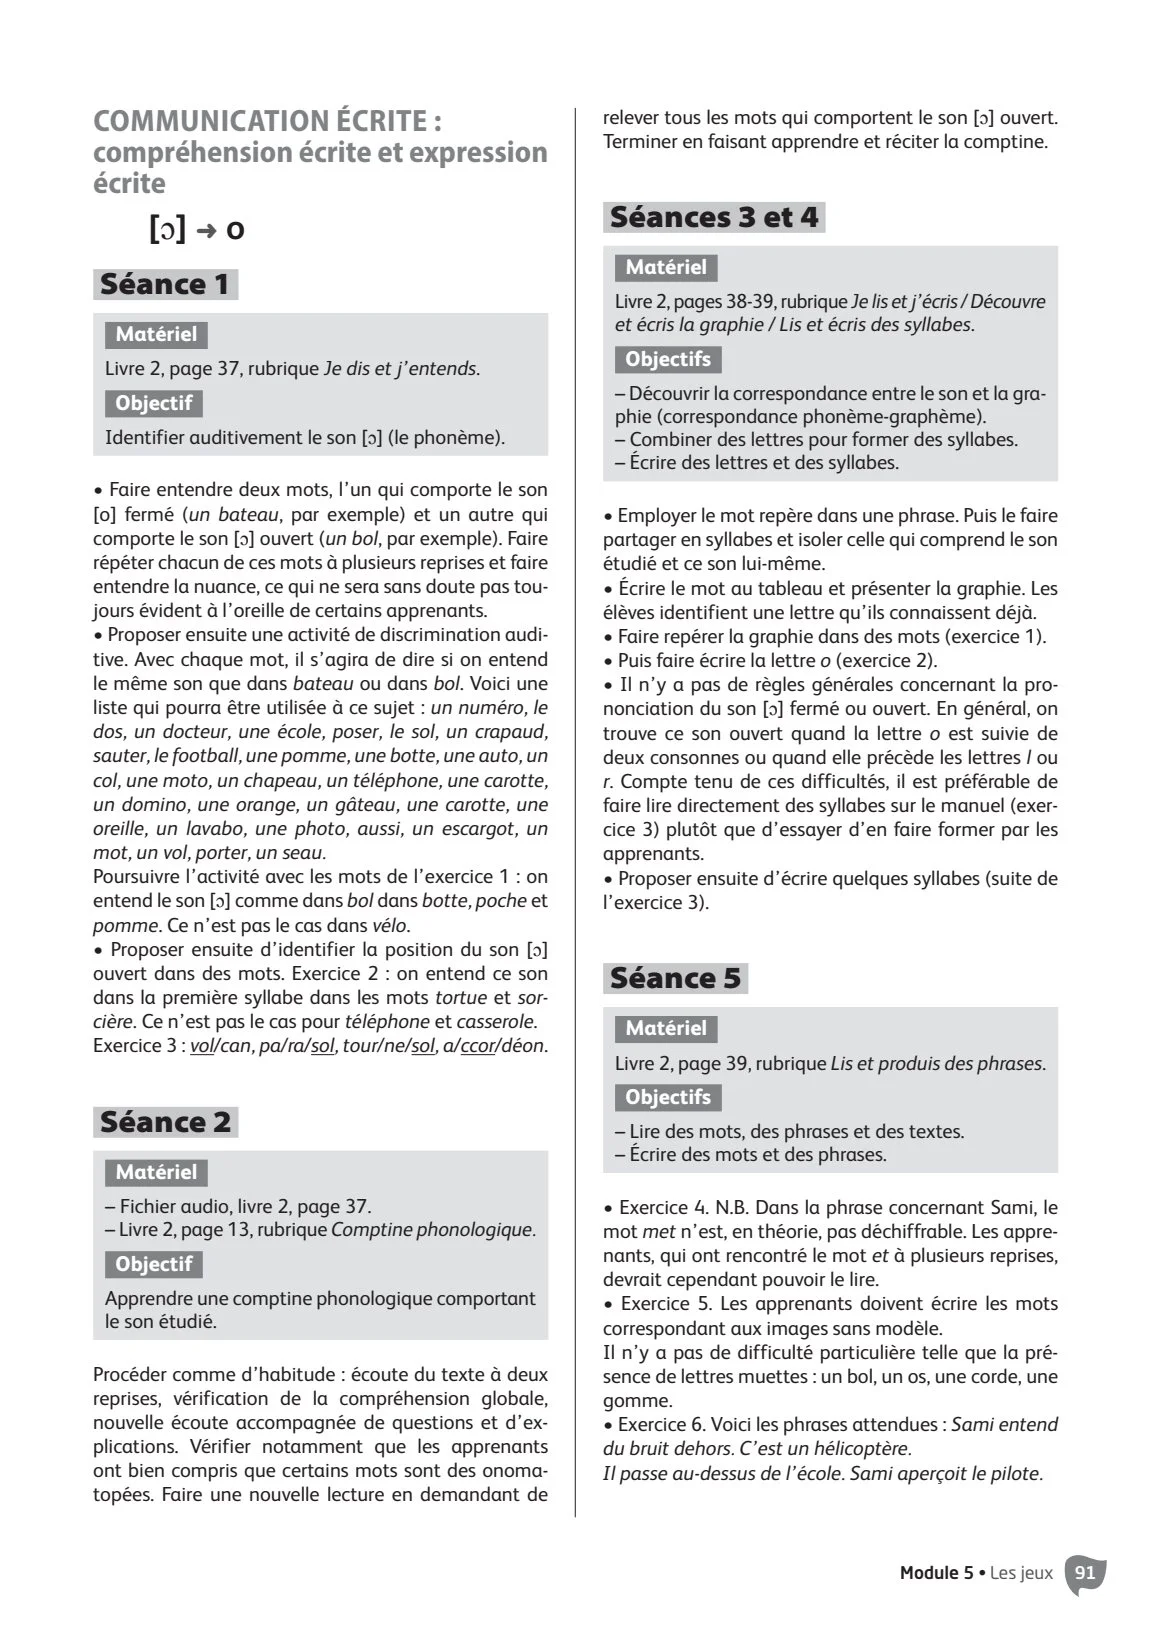 COMMUNICATION ÉCRITE :
compréhension écrite et expression
écrite
[ɔ] ➜ o
Séance 1
Matériel
Livre 2, page 37, rubrique Je dis et j’entends.
Objectif
Identifier auditivement le son [ɔ] (le phonème).
• Faire entendre deux mots, l’un qui comporte le son
[o] fermé (un bateau, par exemple) et un autre qui
comporte le son [ɔ] ouvert (un bol, par exemple). Faire
répéter chacun de ces mots à plusieurs reprises et faire
entendre la nuance, ce qui ne sera sans doute pas tou-
jours évident à l’oreille de certains apprenants.
• Proposer ensuite une activité de discrimination audi-
tive. Avec chaque mot, il s’agira de dire si on entend
le même son que dans bateau ou dans bol. Voici une
liste qui pourra être utilisée à ce sujet : un numéro, le
dos, un docteur, une école, poser, le sol, un crapaud,
sauter, le football, une pomme, une botte, une auto, un
col, une moto, un chapeau, un téléphone, une carotte,
un domino, une orange, un gâteau, une carotte, une
oreille, un lavabo, une photo, aussi, un escargot, un
mot, un vol, porter, un seau.
Poursuivre l’activité avec les mots de l’exercice 1 : on
entend le son [ɔ] comme dans bol dans botte, poche et
pomme. Ce n’est pas le cas dans vélo.
• Proposer ensuite d’identifier la position du son [ɔ]
ouvert dans des mots. Exercice 2 : on entend ce son
dans la première syllabe dans les mots tortue et sor-
cière. Ce n’est pas le cas pour téléphone et casserole.
Exercice 3 : vol/can, pa/ra/sol, tour/ne/sol, a/ccor/déon.
Séance 2
Matériel
– Fichier audio, livre 2, page 37.
– Livre 2, page 13, rubrique Comptine phonologique.
Objectif
Apprendre une comptine phonologique comportant
le son étudié.
Procéder comme d’habitude : écoute du texte à deux
reprises, vérification de la compréhension globale,
nouvelle écoute accompagnée de questions et d’ex-
plications. Vérifier notamment que les apprenants
ont bien compris que certains mots sont des onoma-
topées. Faire une nouvelle lecture en demandant de
relever tous les mots qui comportent le son [ɔ] ouvert.
Terminer en faisant apprendre et réciter la comptine.
Séances 3 et 4
Matériel
Livre 2, pages 38-39, rubrique Je lis et j’écris / Découvre
et écris la graphie / Lis et écris des syllabes.
Objectifs
– Découvrir la correspondance entre le son et la gra-
phie (correspondance phonème-graphème).
– Combiner des lettres pour former des syllabes.
– Écrire des lettres et des syllabes.
• Employer le mot repère dans une phrase. Puis le faire
partager en syllabes et isoler celle qui comprend le son
étudié et ce son lui-même.
• Écrire le mot au tableau et présenter la graphie. Les
élèves identifient une lettre qu’ils connaissent déjà.
• Faire repérer la graphie dans des mots (exercice 1).
• Puis faire écrire la lettre o (exercice 2).
• Il n’y a pas de règles générales concernant la pro-
nonciation du son [ɔ] fermé ou ouvert. En général, on
trouve ce son ouvert quand la lettre o est suivie de
deux consonnes ou quand elle précède les lettres l ou
r. Compte tenu de ces difficultés, il est préférable de
faire lire directement des syllabes sur le manuel (exer-
cice 3) plutôt que d’essayer d’en faire former par les
apprenants.
• Proposer ensuite d’écrire quelques syllabes (suite de
l’exercice 3).
Séance 5
Matériel
Livre 2, page 39, rubrique Lis et produis des phrases.
Objectifs
– Lire des mots, des phrases et des textes.
– Écrire des mots et des phrases.
• Exercice 4. N.B. Dans la phrase concernant Sami, le
mot met n’est, en théorie, pas déchiffrable. Les appre-
nants, qui ont rencontré le mot et à plusieurs reprises,
devrait cependant pouvoir le lire.
• Exercice 5. Les apprenants doivent écrire les mots
correspondant aux images sans modèle.
Il n’y a pas de difficulté particulière telle que la pré-
sence de lettres muettes : un bol, un os, une corde, une
gomme.
• Exercice 6. Voici les phrases attendues : Sami entend
du bruit dehors. C’est un hélicoptère.
Il passe au-dessus de l’école. Sami aperçoit le pilote.
Module 5 • Les jeux 91